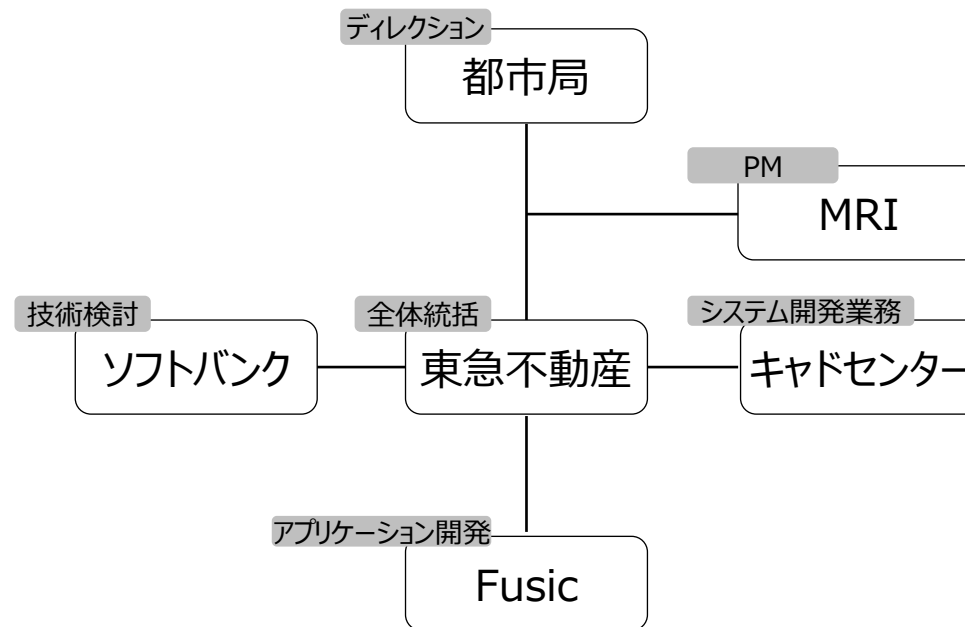 ディレクション
都市局
PM
MRI
技術検討
ソフトバンク
全体統括
東急不動産
システム開発業務
キャドセンター
アプリケーション開発
Fusic